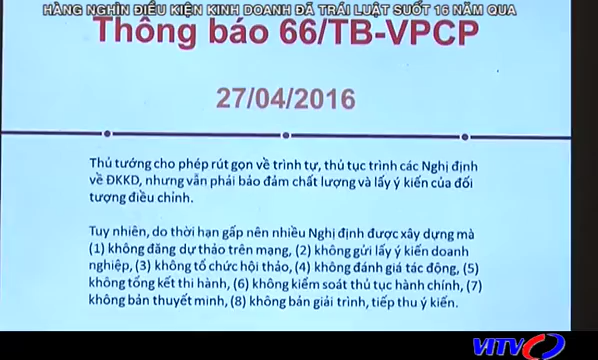 HÀNG NGHÌN ĐIỀU KIỆN KINH DOANH ĐÃ TRÁI LUẬT SUỐT 16 NĂM QUA
Thông báo 66/TB-VPCP
27/04/2016
Thủ tướng cho phép rút gọn về trình tự, thủ tục trình các Nghị định
về ĐKKD, nhưng vẫn phải bảo đảm chất lượng và lấy ý kiến của đối
tượng điều chỉnh.
Tuy nhiên, do thời hạn gấp nên nhiều Nghị định được xây dựng mà
(1) không đăng dự thảo trên mạng, (2) không gửi lấy ý kiến doanh
nghiệp, (3) không tổ chức hội thảo, (4) không đánh giá tác động, (5)
không tổng kết thi hành, (6) không kiểm soát thủ tục hành chính, (7)
không bản thuyết minh, (8) không bản giải trình, tiếp thu ý kiến.
VITV